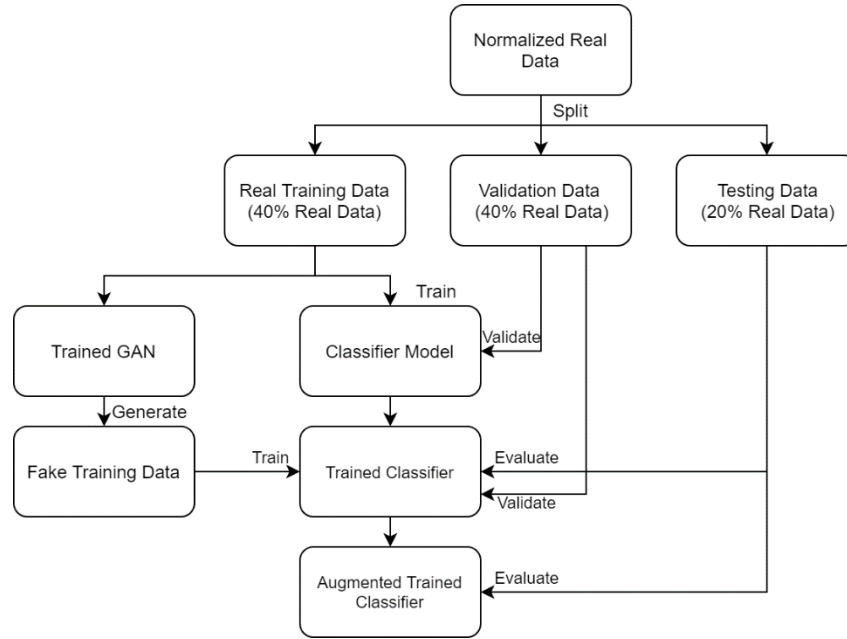 Normalized Real
Data
Split
Real Training Data
(40% Real Data)
Validation Data
(40% Real Data)
Testing Data
(20% Real Data)
Train
Trained GAN
Classifier Model
Validate
Generate
Fake Training Data
Train
Trained Classifier
Evaluate
Validate
Augmented Trained
Classifier
Evaluate